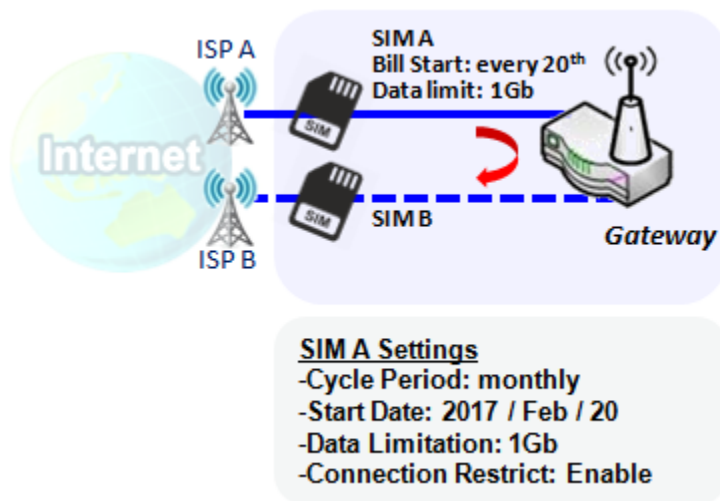 ISP A
SIM A
Bill Start: every 20th
Data limit: 1Gb
SIM
Internet
SIM
SIM B
Gateway
ISP B
SIM A Settings
-Cycle Period: monthly
-Start Date: 2017 / Feb / 20
-Data Limitation: 1Gb
-Connection Restrict: Enable